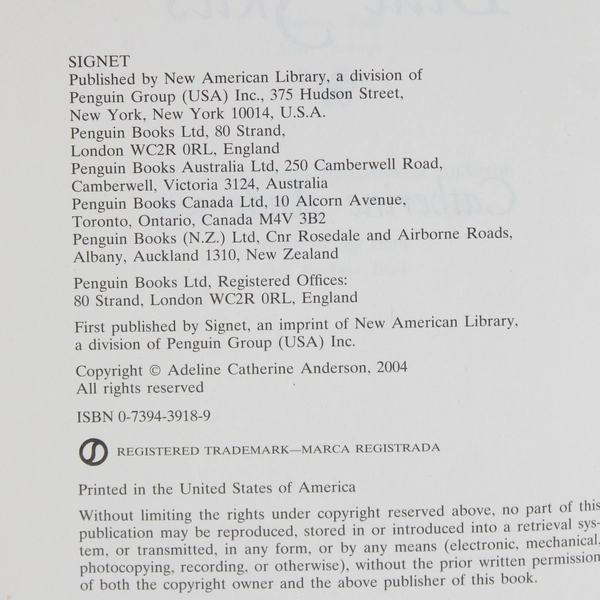 SIGNET
Published by New American Library, a division of
Penguin Group (USA) Inc., 375 Hudson Street,
New York, New York 10014, U.S.A.
Penguin Books Ltd, 80 Strand,
London WC2R 0RL, England
Penguin Books Australia Ltd, 250 Camberwell Road,
Camberwell, Victoria 3124, Australia
Penguin Books Canada Ltd, 10 Alcorn Avenue,
Toronto, Ontario, Canada M4V 3B2
Penguin Books (N.Z.) Ltd, Cnr Rosedale and Airborne Roads,
Albany, Auckland 1310, New Zealand
Penguin Books Ltd, Registered Offices:
80 Strand, London WC2R 0RL, England
First published by Signet, an imprint of New American Library,
a division of Penguin Group (USA) Inc.
Copyright © Adeline Catherine Anderson, 2004
All rights reserved
ISBN 0-7394-3918-9
REGISTERED TRADEMARK—MARCA REGISTRADA
Printed in the United States of America
Without limiting the rights under copyright reserved above, no part of this
publication may be reproduced, stored in or introduced into a retrieval sys-
tem, or transmitted, in any form, or by any means (electronic, mechanical,
photocopying, recording, or otherwise), without the prior written permission
of both the copyright owner and the above publisher of this book.